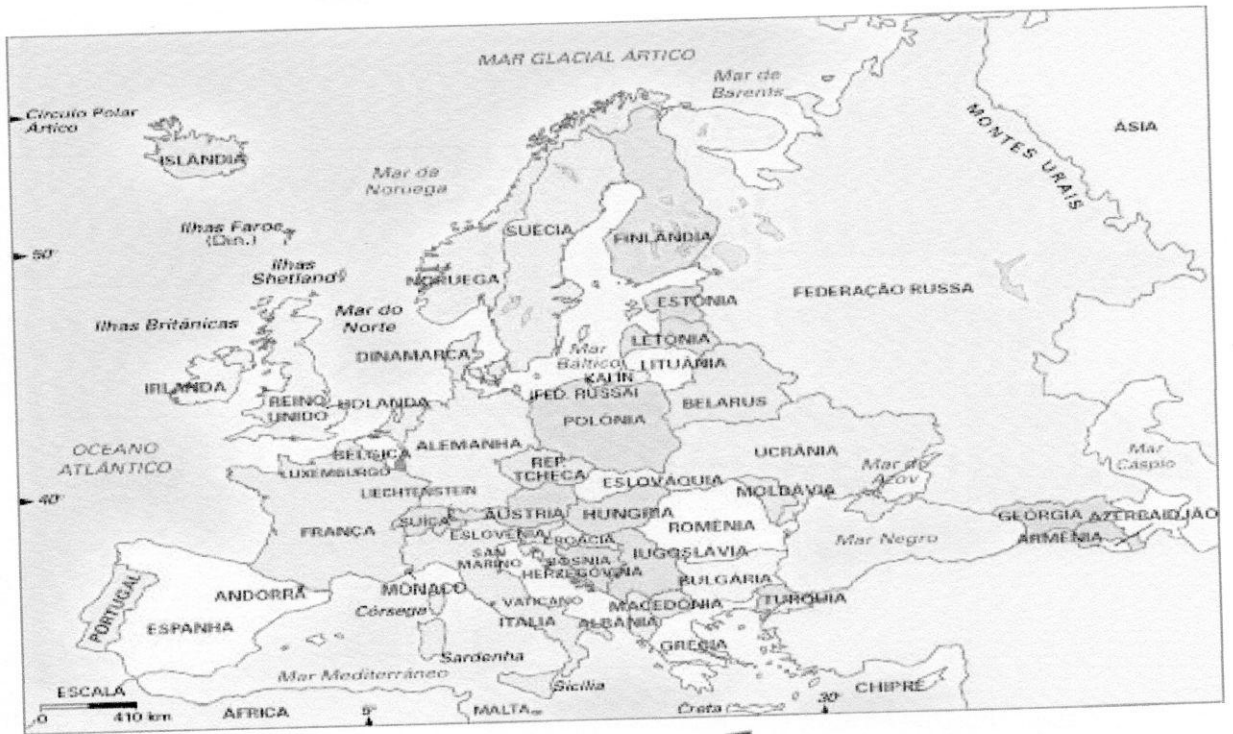 MAR GLACIAL ÁRTICO
Mar de
Barents
Círculo Polar
Ártico
ÁSIA
MONTES URAIS
ISLÂNDIA
Mar da
Noruega
Ilhas Faroe
(Din.)
SUÉCIA
FINLÂNDIA
50°
Ilhas
Shetland
NORUEGA
ESTÔNIA
FEDERAÇÃO RUSSA
Mar do
Norte
Ilhas Britânicas
LETÔNIA
DINAMARCA
Mar
Báltico
LITUÂNIA
KALIN
(FED. RUSSA)
IRLANDA
REINO
UNIDO
HOLANDA
BELARUS
POLÔNIA
OCEANO
ATLÂNTICO
ALEMANHA
BÉLGICA
LUXEMBURGO
REP.
TCHECA
UCRÂNIA
Mar
Cáspio
Mar de
Azov
ESLOVÁQUIA
MOLDÁVIA
LIECHTENSTEIN
40°
ÁUSTRIA
HUNGRIA
FRANÇA
SUÍÇA
ESLOVÊNIA
CROÁCIA
ROMÊNIA
GEÓRGIA
AZERBAIDJÃO
ARMÊNIA
Mar Negro
SAN
MARINO
BÓSNIA
HERZEGÓVINA
IUGOSLÁVIA
BULGÁRIA
ANDORRA
MÔNACO
Córsega
VATICANO
MACEDÔNIA
TURQUIA
PORTUGAL
ESPANHA
ITÁLIA
ALBÂNIA
GRÉCIA
Sardenha
Mar Mediterrâneo
Sicília
CHIPRE
ESCALA
0 410 km
ÁFRICA
5°
MALTA
Creta
30°